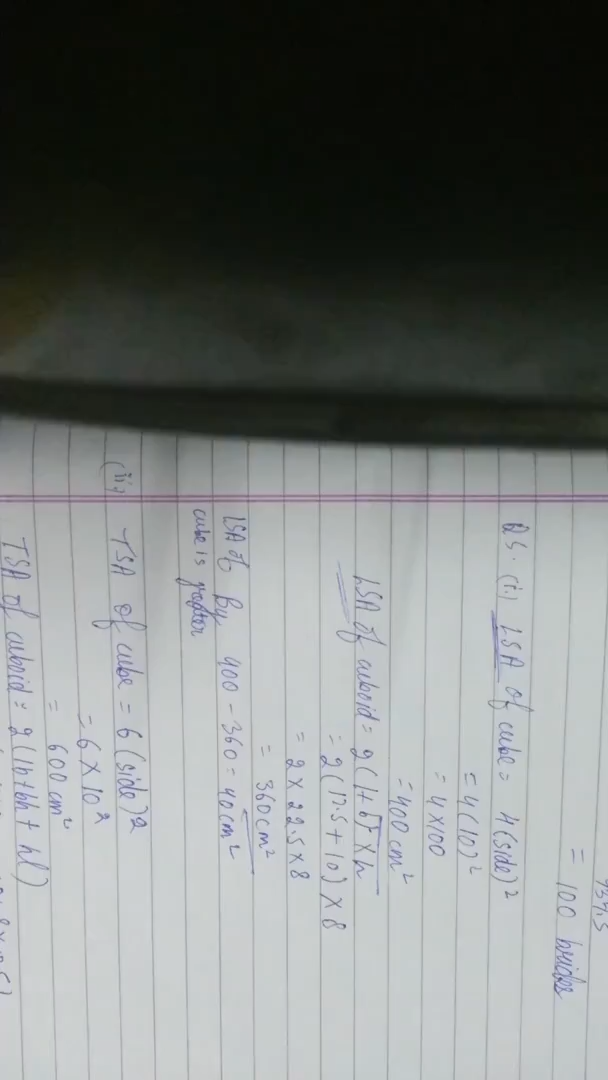 = 100 bricks
Q5. (i) LSA of cube = 4(side)²
= 4(10)²
= 4×100
= 400 cm²
LSA of cuboid = 2(l+b) × h
= 2(12.5+10) × 8
= 2 × 22.5 × 8
= 360 cm²
LSA of By 400 - 360 = 40 cm²
cube is greater
(ii) TSA of cube = 6(side)²
= 6 × 10²
= 600 cm²
TSA of cuboid = 2(lb+bh+hl)